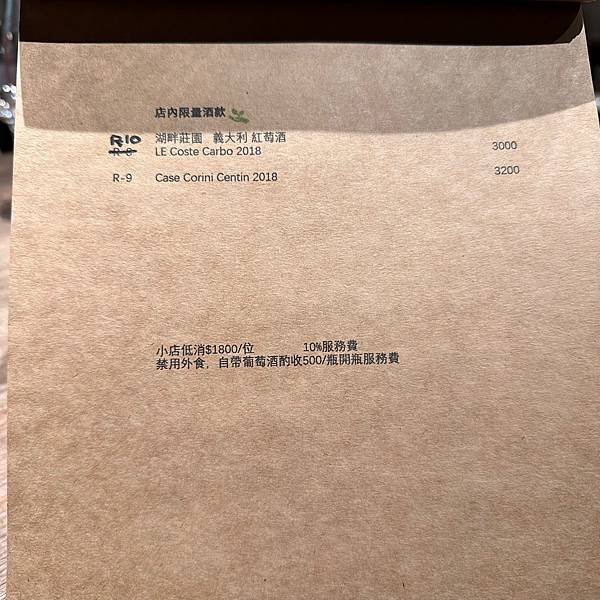 店內限量酒款
R10 湖畔莊園 義大利 紅萄酒
R-8 LE Coste Carbo 2018 3000
R-9 Case Corini Centin 2018 3200
小店低消$1800/位 10%服務費
禁用外食，自帶葡萄酒酌收500/瓶開瓶服務費